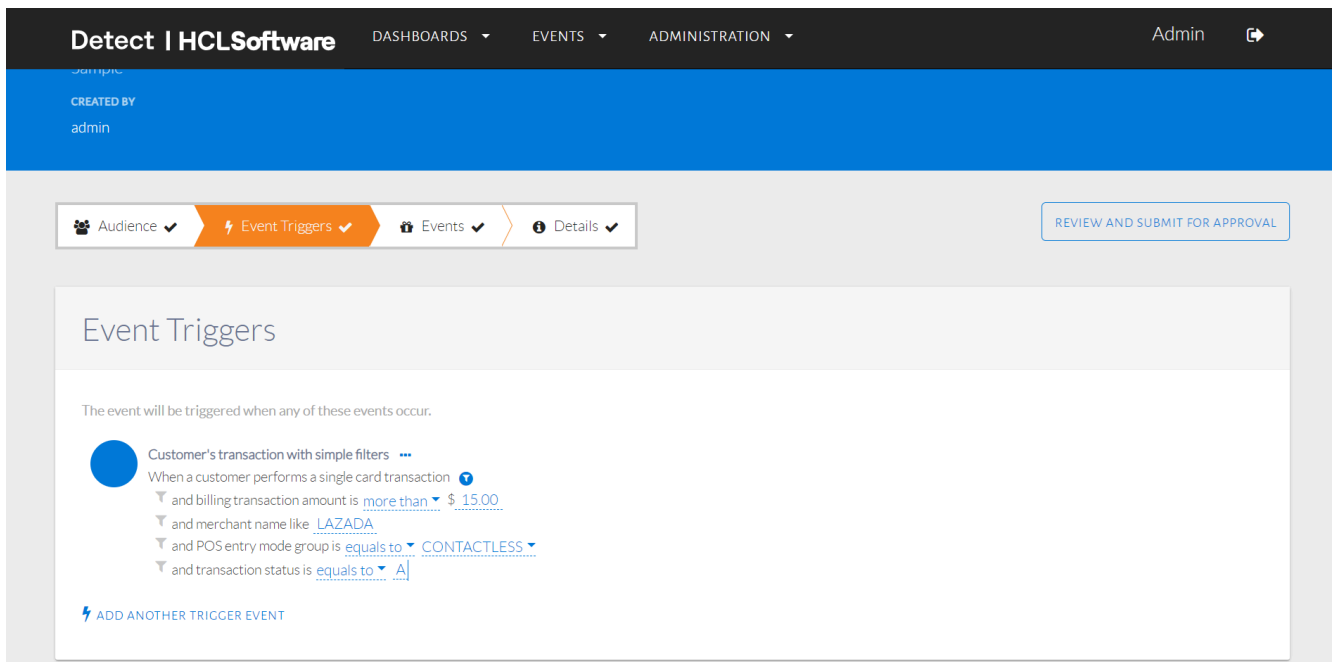 Detect | HCLSoftware DASHBOARDS EVENTS ADMINISTRATION Admin
Sample
CREATED BY
admin
Audience Event Triggers Events Details REVIEW AND SUBMIT FOR APPROVAL
Event Triggers
The event will be triggered when any of these events occur.
Customer's transaction with simple filters ...
When a customer performs a single card transaction
and billing transaction amount is more than $ 15.00
and merchant name like LAZADA
and POS entry mode group is equals to CONTACTLESS
and transaction status is equals to A
ADD ANOTHER TRIGGER EVENT